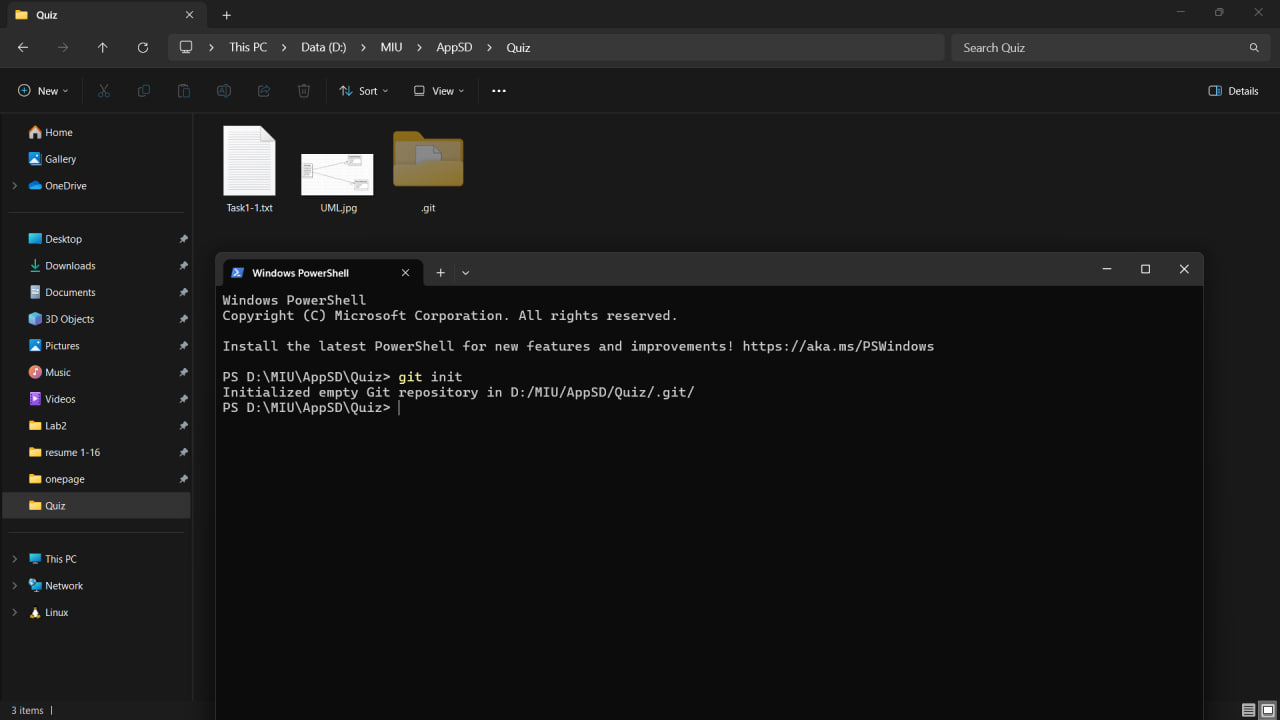 Quiz
This PC > Data (D:) > MIU > AppSD > Quiz
Search Quiz
New
Sort
View
Details
Home
Gallery
OneDrive
Desktop
Downloads
Documents
3D Objects
Pictures
Music
Videos
Lab2
resume 1-16
onepage
Quiz
This PC
Network
Linux
Task1-1.txt
UML.jpg
.git
Windows PowerShell
Windows PowerShell
Copyright (C) Microsoft Corporation. All rights reserved.
Install the latest PowerShell for new features and improvements! https://aka.ms/PSWindows
PS D:\MIU\AppSD\Quiz> git init
Initialized empty Git repository in D:/MIU/AppSD/Quiz/.git/
PS D:\MIU\AppSD\Quiz>
3 items